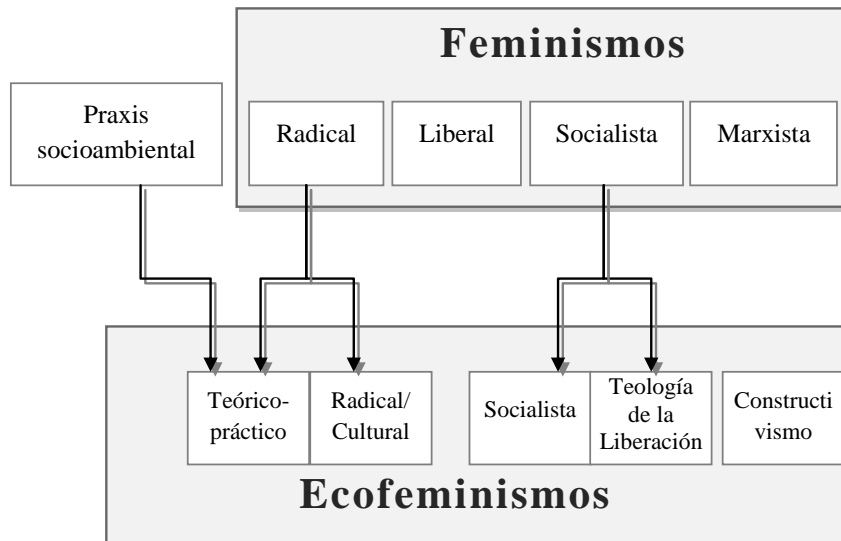 Feminismos
Praxis
socioambiental
Radical
Liberal
Socialista
Marxista
Teórico-
práctico
Radical/
Cultural
Socialista
Teología
de la
Liberación
Constructi
vismo
Ecofeminismos